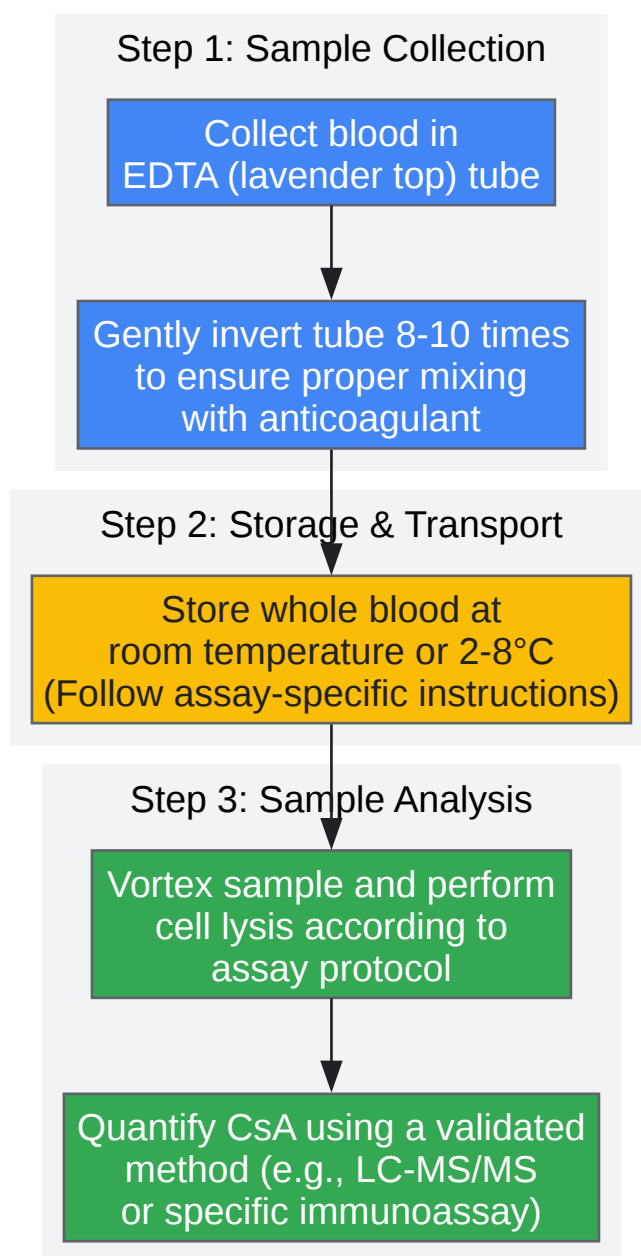 Step 1: Sample Collection
Collect blood in
EDTA (lavender top) tube
Gently invert tube 8-10 times
to ensure proper mixing
with anticoagulant
Step 2: Storage & Transport
Store whole blood at
room temperature or 2-8°C
(Follow assay-specific instructions)
Step 3: Sample Analysis
Vortex sample and perform
cell lysis according to
assay protocol
Quantify CsA using a validated
method (e.g., LC-MS/MS
or specific immunoassay)